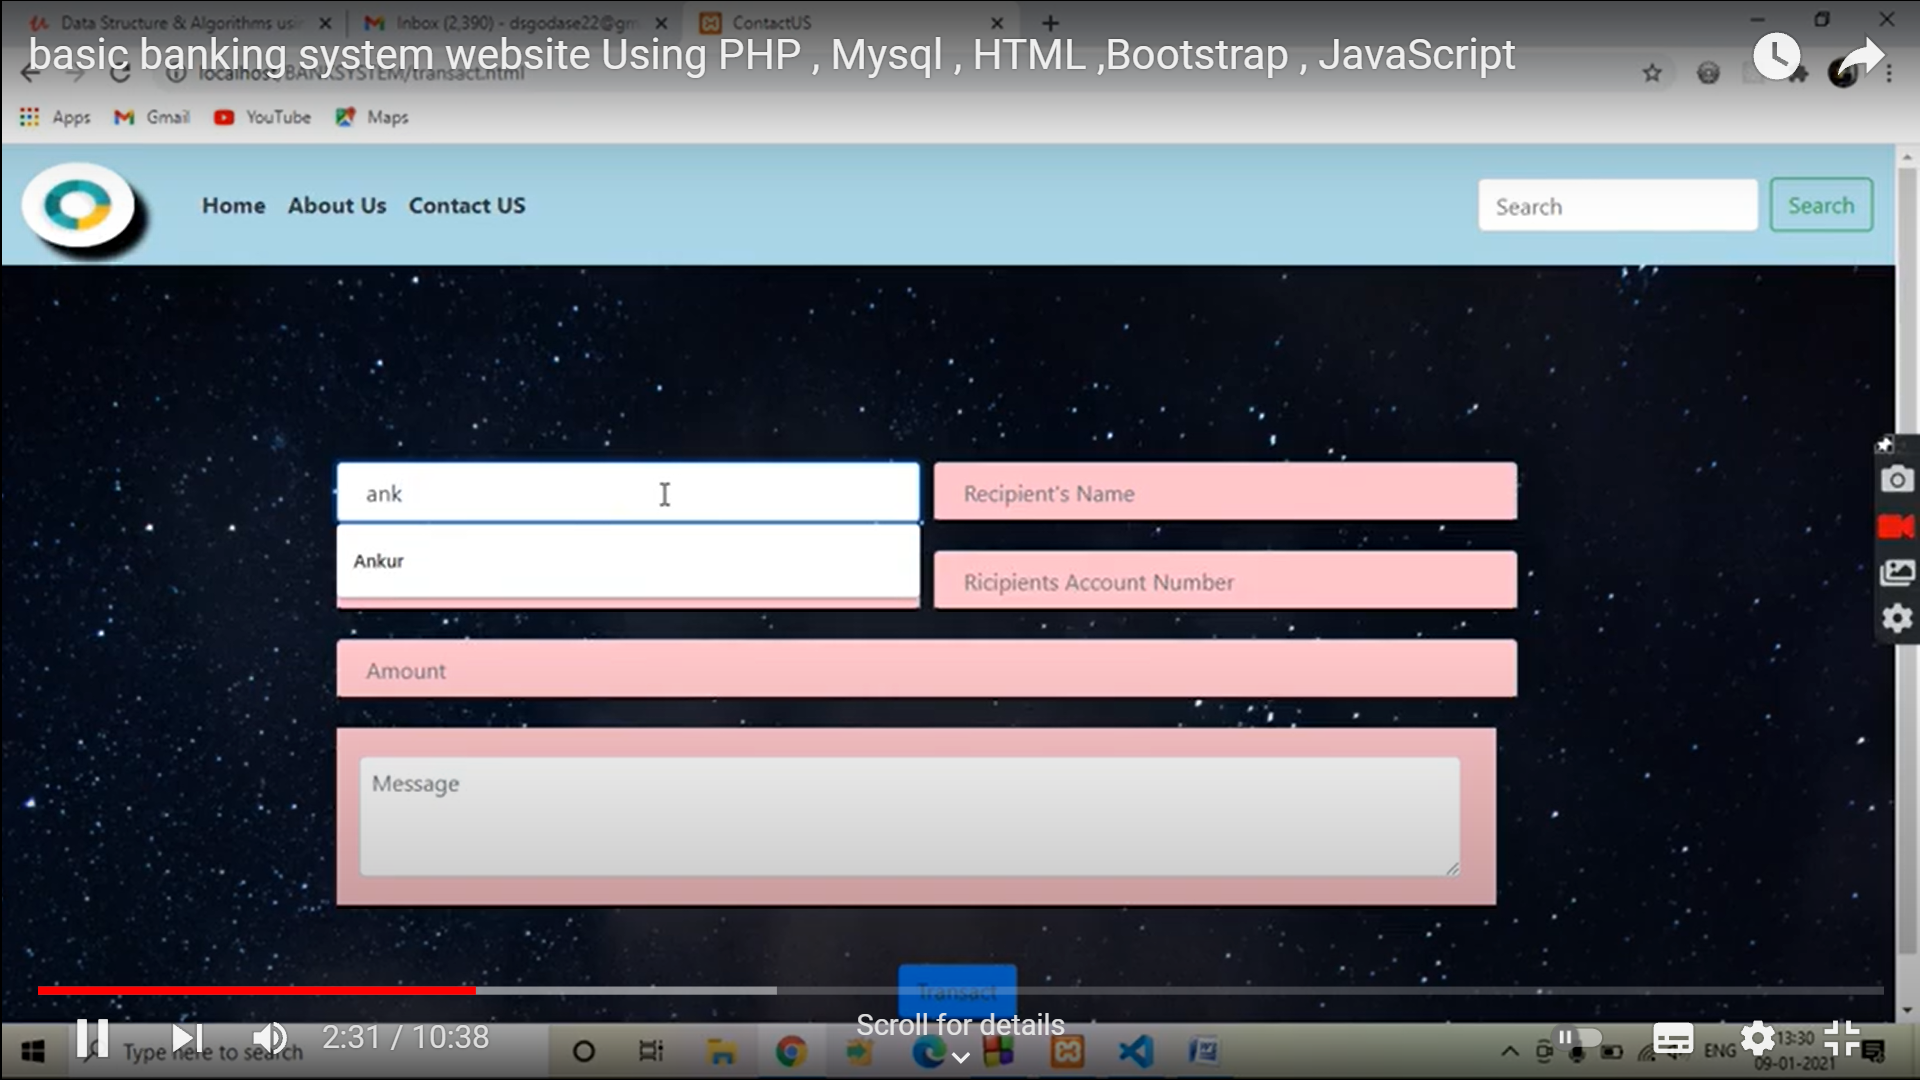 Data Structure & Algorithms usi
Inbox (2,390) - dsgodase22@gm
ContactUS
basic banking system website Using PHP , Mysql , HTML ,Bootstrap , JavaScript
localhost/BANKSYSTEM/transact.html
Apps
Gmail
YouTube
Maps
Home
About Us
Contact US
Search
Search
ank
Recipient's Name
Ankur
Ricipients Account Number
Amount
Message
Transact
2:31 / 10:38
Scroll for details
Type here to search
ENG
13:30
09-01-2021